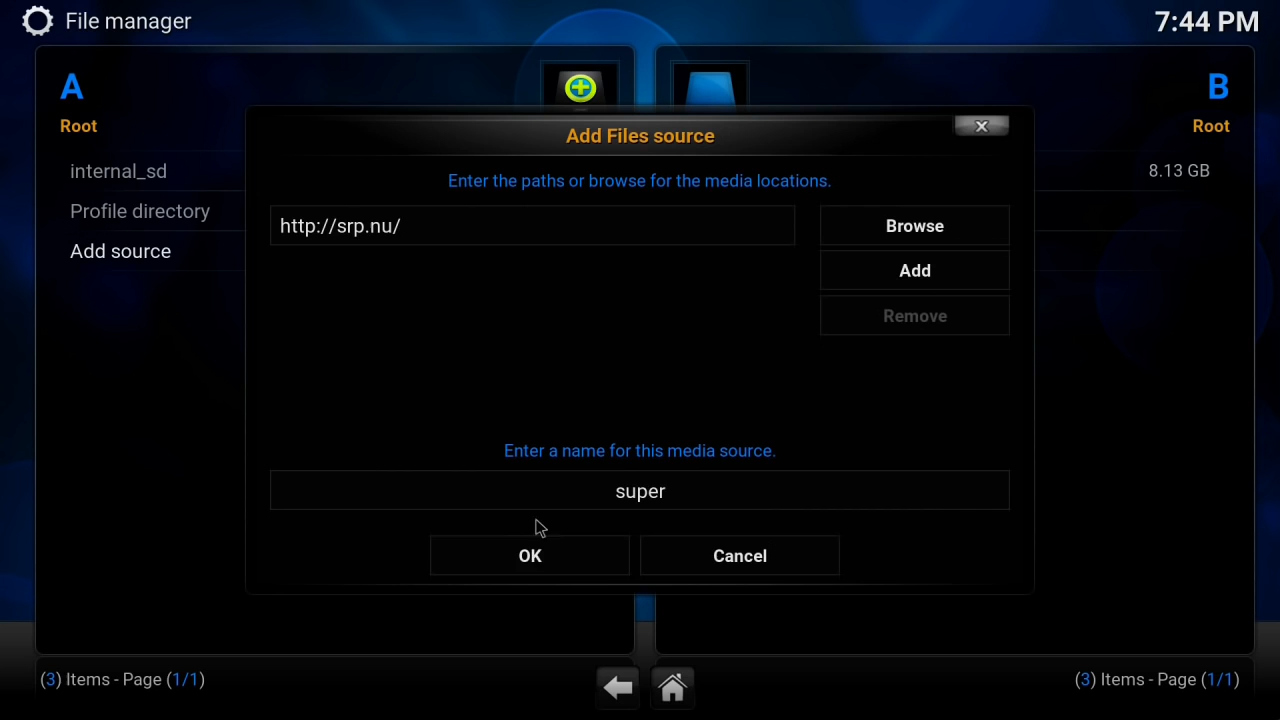 File manager
7:44 PM
A
B
Root
Root
internal_sd
8.13 GB
Profile directory
Add source
Add Files source
Enter the paths or browse for the media locations.
http://srp.nu/
Browse
Add
Remove
Enter a name for this media source.
super
OK
Cancel
(3) Items - Page (1/1)
(3) Items - Page (1/1)